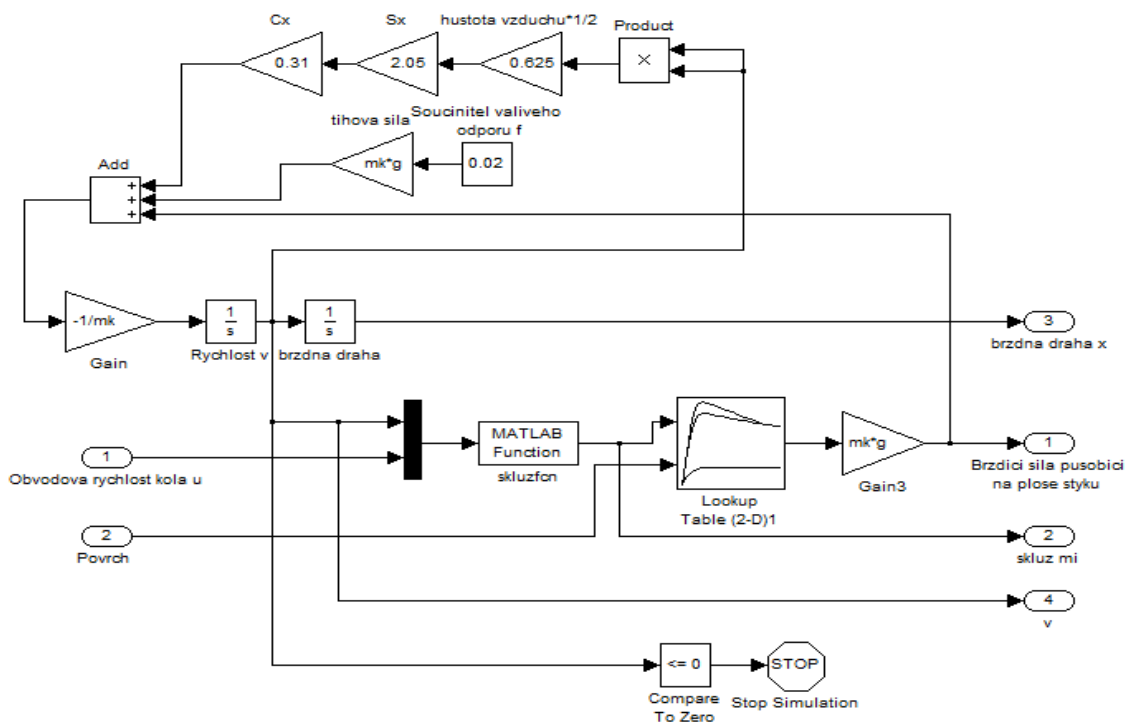 Cx
Sx
hustota vzduchu*1/2
Product
0.31
2.05
0.625
×
tihova sila
Soucinitel valiveho
odporu f
mk*g
0.02
Add
+
+
+
-1/mk
Gain
1
s
Rychlost v
1
s
brzdna draha
3
brzdna draha x
MATLAB
Function
skluzfcn
Lookup
Table (2-D)1
mk*g
Gain3
1
Brzdici sila pusobici
na plose styku
1
Obvodova rychlost kola u
2
Povrch
2
skluz mi
4
v
<= 0
Compare
To Zero
STOP
Stop Simulation